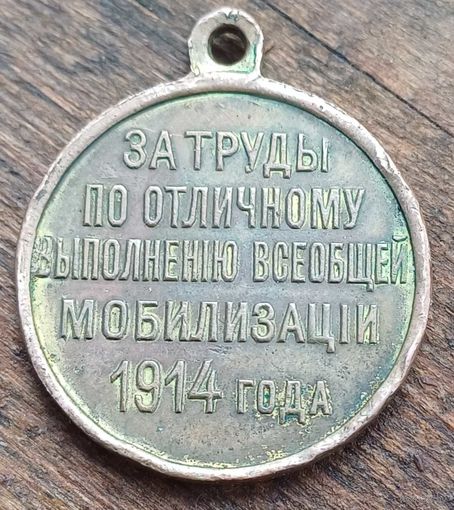 ЗА ТРУДЫ
ПО ОТЛИЧНОМУ
ВЫПОЛНЕНІЮ ВСЕОБЩЕЙ
МОБИЛИЗАЦІИ
1914 ГОДА